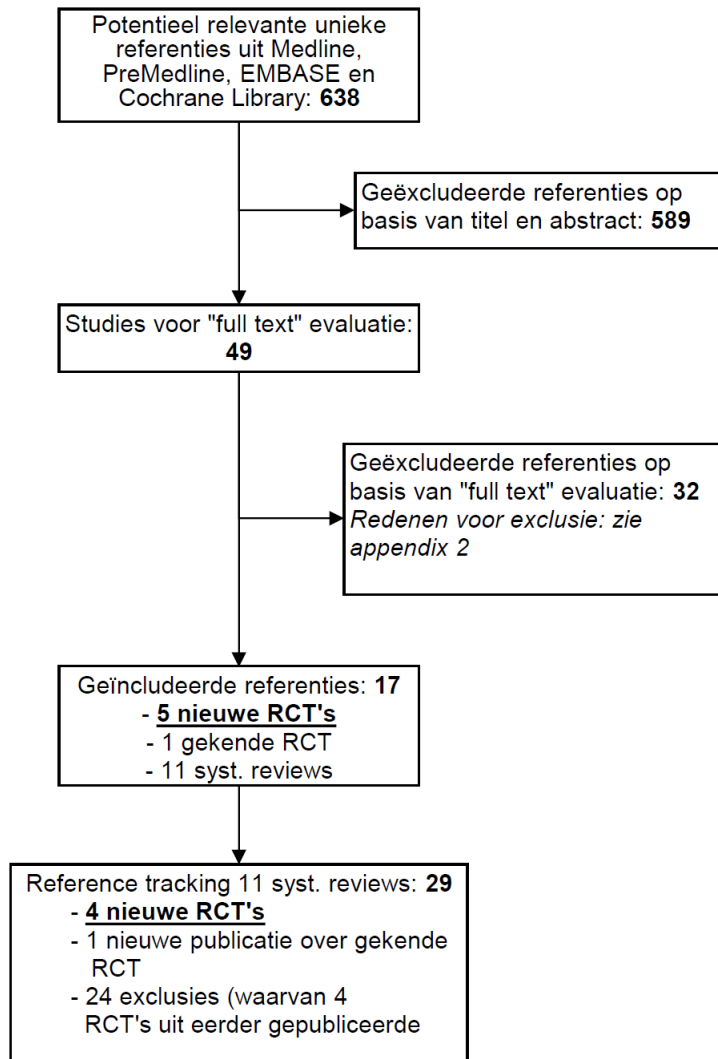 Potentieel relevante unieke
referenties uit Medline,
PreMedline, EMBASE en
Cochrane Library: 638
Geëxcludeerde referenties op
basis van titel en abstract: 589
Studies voor "full text" evaluatie:
49
Geëxcludeerde referenties op
basis van "full text" evaluatie: 32
Redenen voor exclusie: zie
appendix 2
Geïncludeerde referenties: 17
- 5 nieuwe RCT's
- 1 gekende RCT
- 11 syst. reviews
Reference tracking 11 syst. reviews: 29
- 4 nieuwe RCT's
- 1 nieuwe publicatie over gekende
RCT
- 24 exclusies (waarvan 4
RCT's uit eerder gepubliceerde